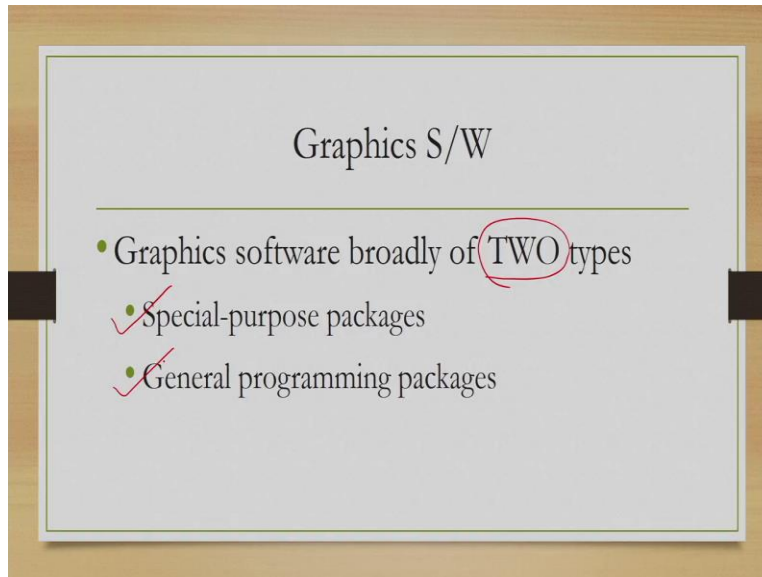 Graphics S/W
• Graphics software broadly of TWO types
• Special-purpose packages
• General programming packages